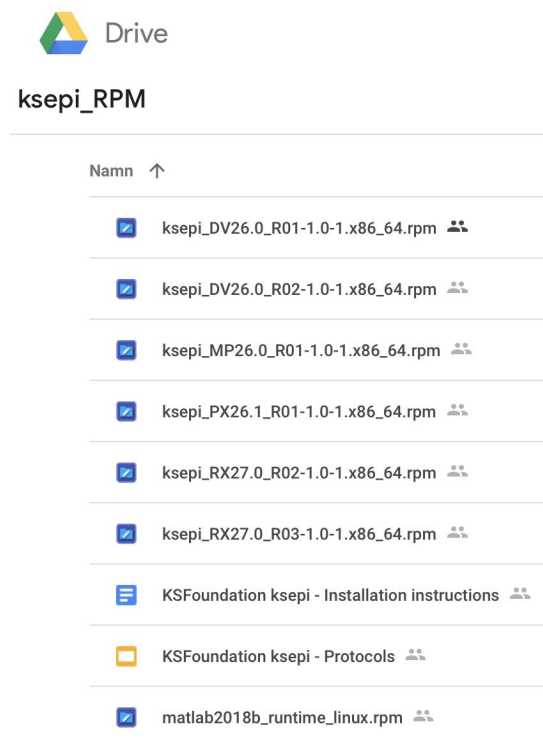 Drive
ksepi_RPM
Namn
ksepi_DV26.0_R01-1.0-1.x86_64.rpm
ksepi_DV26.0_R02-1.0-1.x86_64.rpm
ksepi_MP26.0_R01-1.0-1.x86_64.rpm
ksepi_PX26.1_R01-1.0-1.x86_64.rpm
ksepi_RX27.0_R02-1.0-1.x86_64.rpm
ksepi_RX27.0_R03-1.0-1.x86_64.rpm
KSFoundation ksepi - Installation instructions
KSFoundation ksepi - Protocols
matlab2018b_runtime_linux.rpm